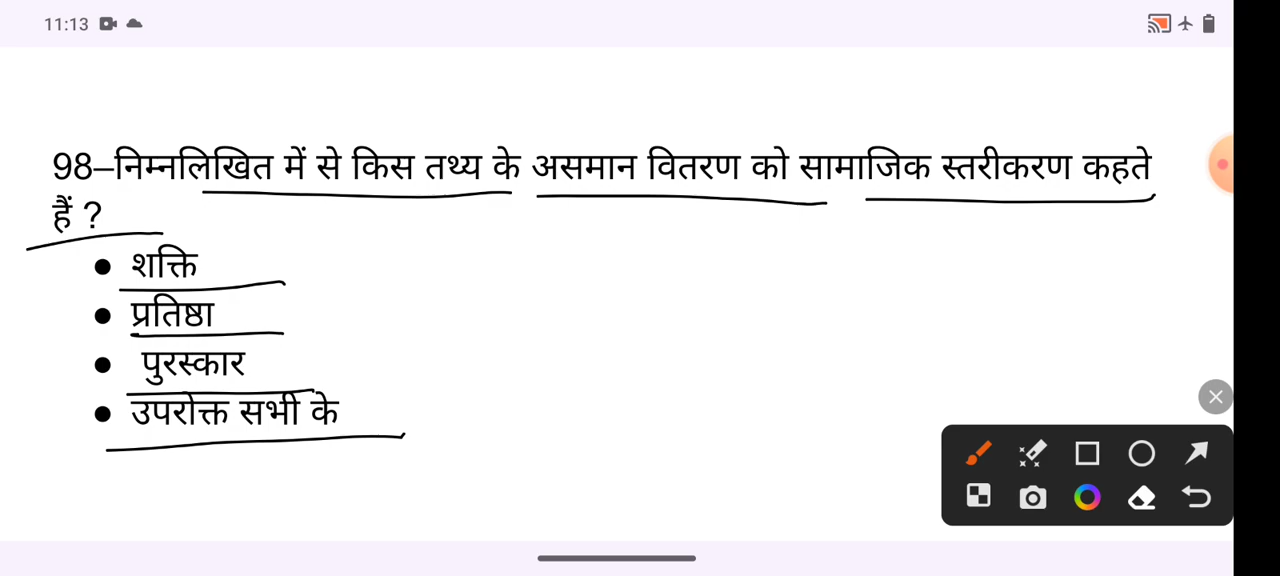 11:13
98–निम्नलिखित में से किस तथ्य के असमान वितरण को सामाजिक स्तरीकरण कहते
हैं ?
● शक्ति
● प्रतिष्ठा
● पुरस्कार
● उपरोक्त सभी के